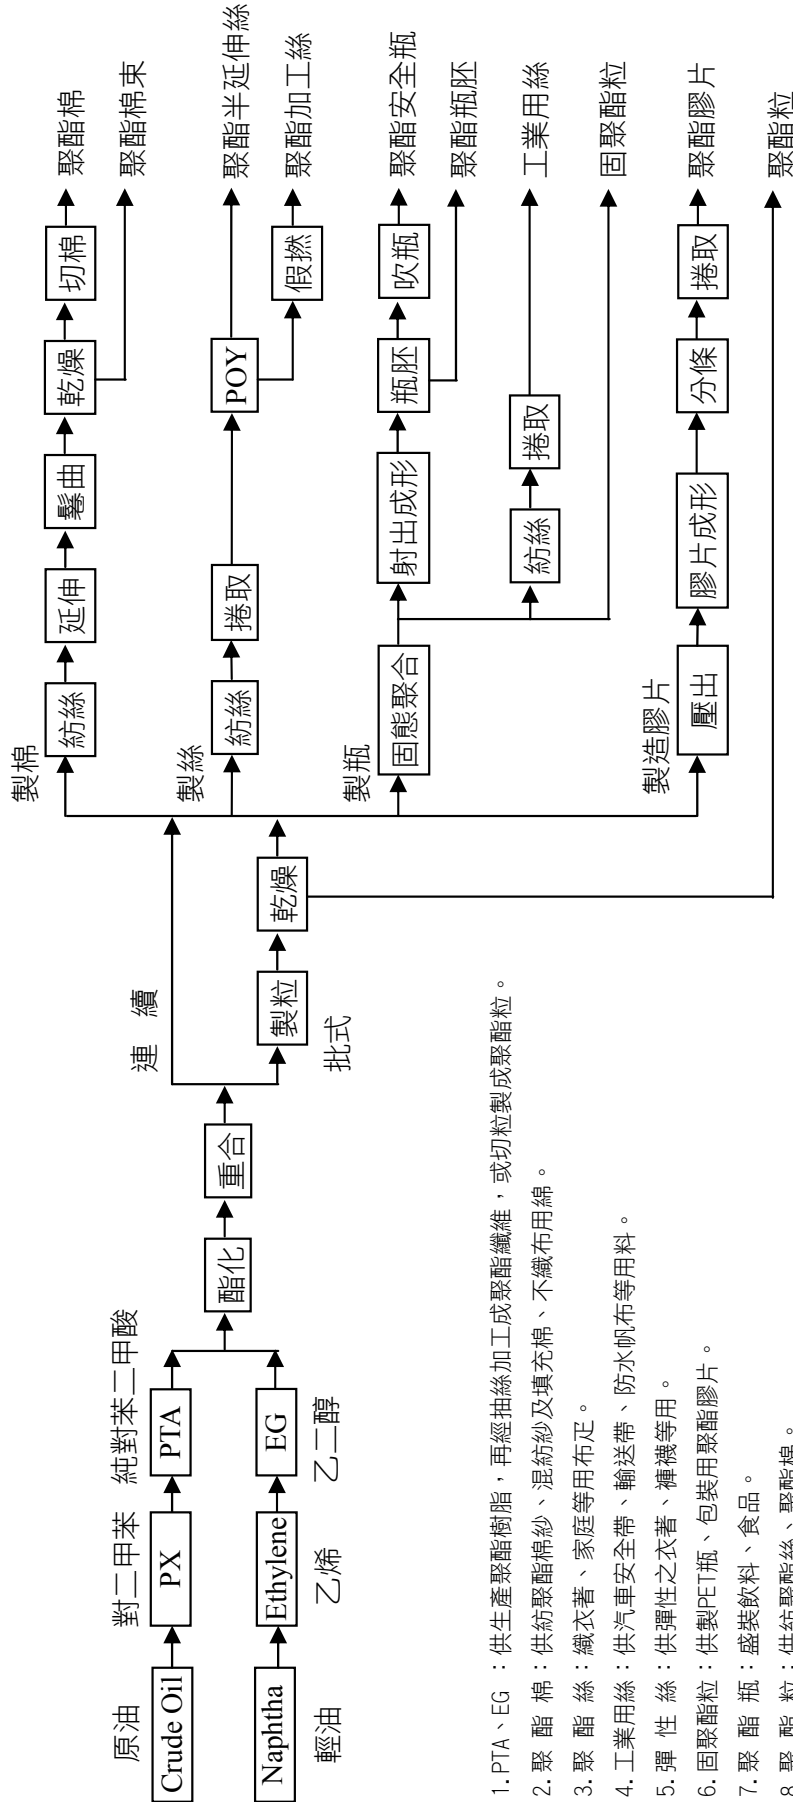 原油
Crude Oil
對二甲苯
PX
純對苯二甲酸
PTA
Naphtha
輕油
Ethylene
乙烯
EG
乙二醇
酯化
重合
連 續
製粒
批式
乾燥
製棉
紡絲
延伸
鬈曲
乾燥
切棉
聚酯棉
聚酯棉束
製絲
紡絲
捲取
POY
聚酯半延伸絲
假撚
聚酯加工絲
製瓶
固態聚合
射出成形
瓶胚
吹瓶
聚酯安全瓶
聚酯瓶胚
紡絲
捲取
工業用絲
固聚酯粒
製造膠片
壓出
膠片成形
分條
捲取
聚酯膠片
聚酯粒
1.PTA、EG ：供生產聚酯樹脂，再經抽絲加工成聚酯纖維，或切粒製成聚酯粒。
2.聚 酯 棉：供紡聚酯棉紗、混紡紗及填充棉、不織布用綿。
3.聚 酯 絲：織衣著、家庭等用布疋。
4.工業用絲：供汽車安全帶、輸送帶、防水帆布等用料。
5.彈 性 絲：供彈性之衣著、褲襪等用。
6.固聚酯粒：供製PET瓶、包裝用聚酯膠片。
7.聚 酯 瓶：盛裝飲料、食品。
8.聚 酯 粒：供紡聚酯絲、聚酯棉。